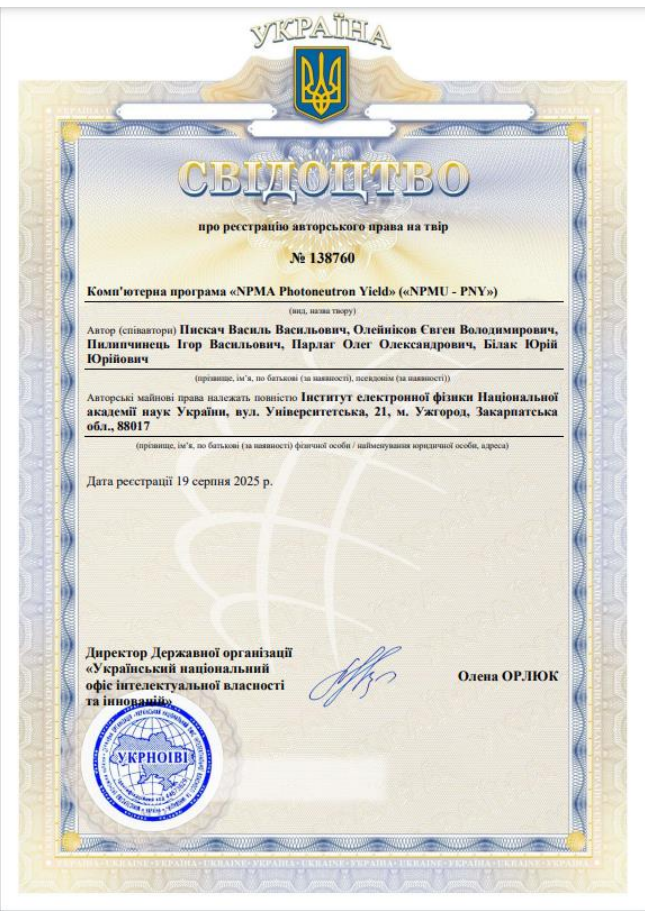 УКРАЇНА
СВІДОЦТВО
про реєстрацію авторського права на твір
№ 138760
Комп'ютерна програма «NPMA Photoneutron Yield» («NPMU - PNY»)
(вид, назва твору)
Автор (співавтори) Пискач Василь Васильович, Олейніков Євген Володимирович,
Пилипчинець Ігор Васильович, Парлаг Олег Олександрович, Білак Юрій
Юрійович
(прізвище, ім'я, по батькові (за наявності), псевдонім (за наявності))
Авторські майнові права належать повністю Інститут електронної фізики Національної
академії наук України, вул. Університетська, 21, м. Ужгород, Закарпатська
обл., 88017
(прізвище, ім'я, по батькові (за наявності) фізичної особи / найменування юридичної особи, адреса)
Дата реєстрації 19 серпня 2025 р.
Директор Державної організації
«Український національний
офіс інтелектуальної власності
та інновацій»
Олена ОРЛЮК
УКРНОІВІ